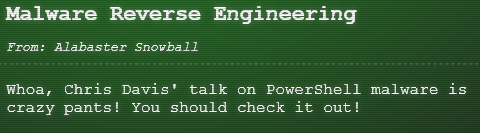 Malware Reverse Engineering
From: Alabaster Snowball
Whoa, Chris Davis' talk on PowerShell malware is
crazy pants! You should check it out!